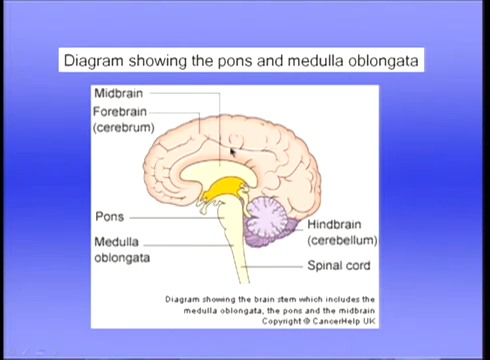 Diagram showing the pons and medulla oblongata
Midbrain
Forebrain
(cerebrum)
Pons
Medulla
oblongata
Hindbrain
(cerebellum)
Spinal cord
Diagram showing the brain stem which includes the
medulla oblongata, the pons and the midbrain
Copyright © CancerHelp UK